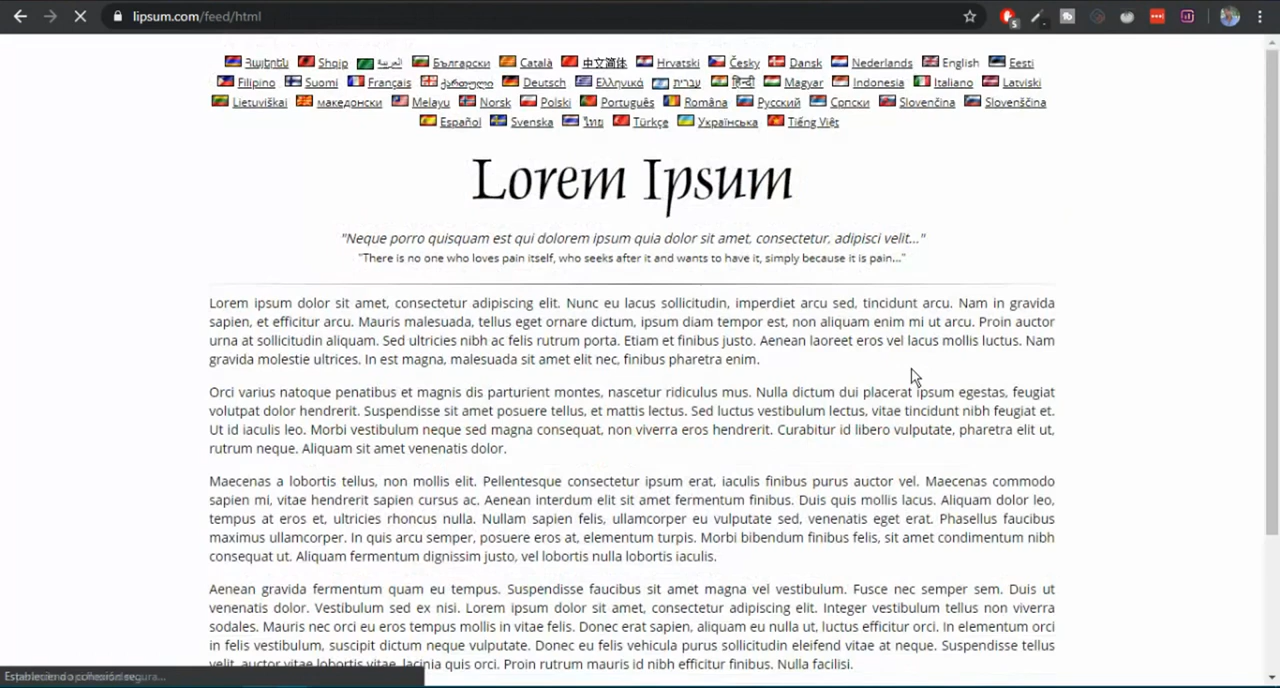 lipsum.com/feed/html
Հայերեն Shqip العربية Български Català 中文简体 Hrvatski Česky Dansk Nederlands English Eesti
Filipino Suomi Français ქართული Deutsch Ελληνικά עברית हिन्दी Magyar Indonesia Italiano Latviski
Lietuviškai македонски Melayu Norsk Polski Português Româna Русский Српски Slovenčina Slovenščina
Español Svenska ไทย Türkçe Українська Tiếng Việt
Lorem Ipsum
"Neque porro quisquam est qui dolorem ipsum quia dolor sit amet, consectetur, adipisci velit..."
"There is no one who loves pain itself, who seeks after it and wants to have it, simply because it is pain..."
Lorem ipsum dolor sit amet, consectetur adipiscing elit. Nunc eu lacus sollicitudin, imperdiet arcu sed, tincidunt arcu. Nam in gravida
sapien, et efficitur arcu. Mauris malesuada, tellus eget ornare dictum, ipsum diam tempor est, non aliquam enim mi ut arcu. Proin auctor
urna at sollicitudin aliquam. Sed ultricies nibh ac felis rutrum porta. Etiam et finibus justo. Aenean laoreet eros vel lacus mollis luctus. Nam
gravida molestie ultrices. In est magna, malesuada sit amet elit nec, finibus pharetra enim.
Orci varius natoque penatibus et magnis dis parturient montes, nascetur ridiculus mus. Nulla dictum dui placerat ipsum egestas, feugiat
volutpat dolor hendrerit. Suspendisse sit amet posuere tellus, et mattis lectus. Sed luctus vestibulum lectus, vitae tincidunt nibh feugiat et.
Ut id iaculis leo. Morbi vestibulum neque sed magna consequat, non viverra eros hendrerit. Curabitur id libero vulputate, pharetra elit ut,
rutrum neque. Aliquam sit amet venenatis dolor.
Maecenas a lobortis tellus, non mollis elit. Pellentesque consectetur ipsum erat, iaculis finibus purus auctor vel. Maecenas commodo
sapien mi, vitae hendrerit sapien cursus ac. Aenean interdum elit sit amet fermentum finibus. Duis quis mollis lacus. Aliquam dolor leo,
tempus at eros et, ultricies rhoncus nulla. Nullam sapien felis, ullamcorper eu vulputate sed, venenatis eget erat. Phasellus faucibus
maximus ullamcorper. In quis arcu semper, posuere eros at, elementum turpis. Morbi bibendum finibus felis, sit amet condimentum nibh
consequat ut. Aliquam fermentum dignissim justo, vel lobortis nulla lobortis iaculis.
Aenean gravida fermentum quam eu tempus. Suspendisse faucibus sit amet magna vel vestibulum. Fusce nec semper sem. Duis ut
venenatis dolor. Vestibulum sed ex nisi. Lorem ipsum dolor sit amet, consectetur adipiscing elit. Integer vestibulum tellus non viverra
sodales. Mauris nec orci eu eros tempus mollis in vitae felis. Donec erat sapien, aliquam eu nulla ut, luctus efficitur orci. In elementum orci
in felis vestibulum, suscipit dictum neque vulputate. Donec eu felis vehicula purus sollicitudin eleifend vitae at neque. Suspendisse
velit, auctor vitae lobortis vitae, lacinia quis orci. Proin rutrum mauris id nibh efficitur finibus. Nulla facilisi.